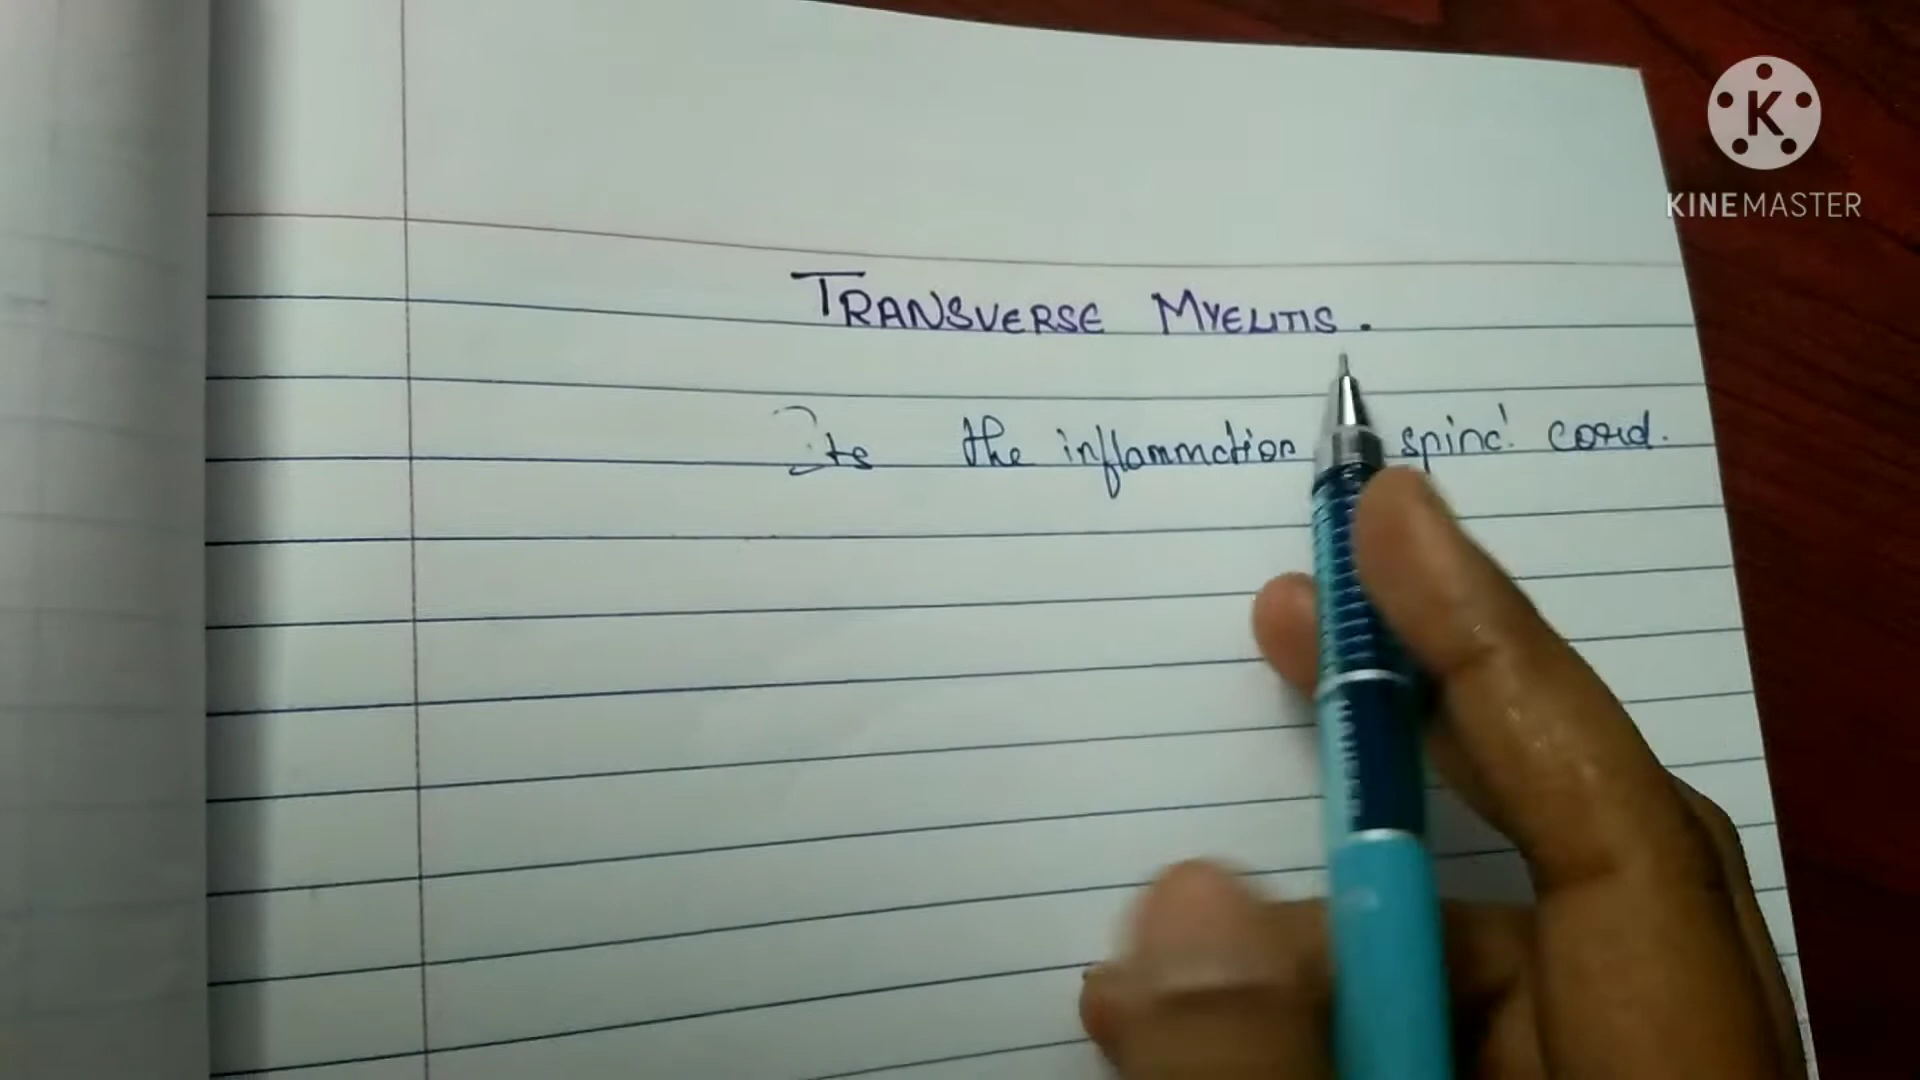 TRANSVERSE MYELITIS.
Its the inflammation spinal cord.
KINEMASTER